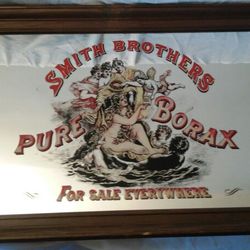 SMITH BROTHERS
PURE BORAX
FOR SALE EVERYWHERE